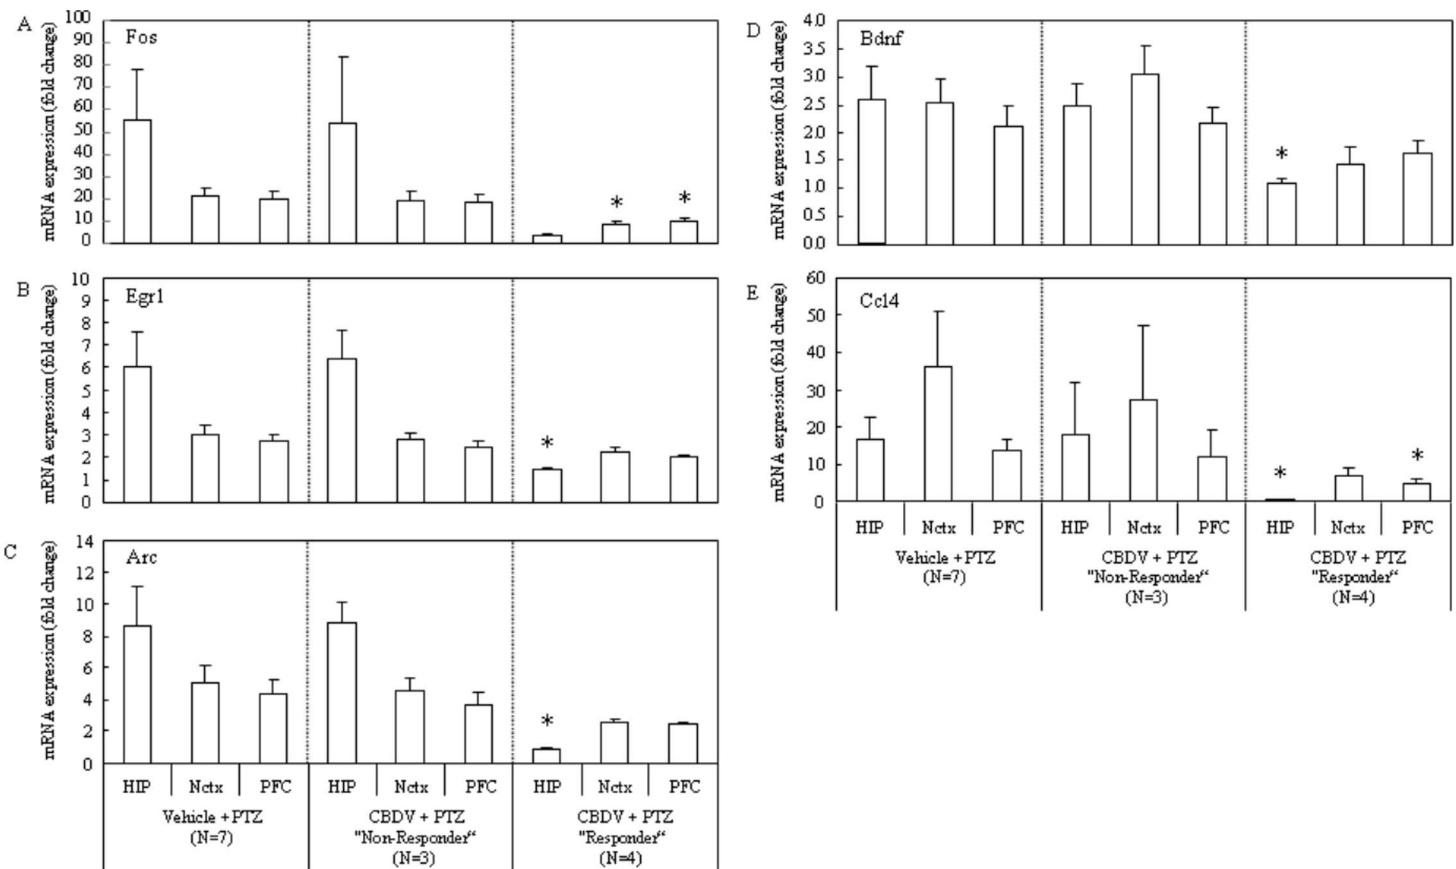 A
mRNA expression (fold change)
100
90
80
70
60
50
40
30
20
10
0
Fos
*
*
B
mRNA expression (fold change)
10
9
8
7
6
5
4
3
2
1
0
Egr1
*
C
mRNA expression (fold change)
14
12
10
8
6
4
2
0
Arc
*
HIP Nctx PFC HIP Nctx PFC HIP Nctx PFC
Vehicle + PTZ
(N=7)
CBDV + PTZ
"Non-Responder“
(N=3)
CBDV + PTZ
"Responder“
(N=4)
D
mRNA expression (fold change)
4.0
3.5
3.0
2.5
2.0
1.5
1.0
0.5
0.0
Bdnf
*
E
mRNA expression (fold change)
60
50
40
30
20
10
0
Ccl4
*
*
HIP Nctx PFC HIP Nctx PFC HIP Nctx PFC
Vehicle + PTZ
(N=7)
CBDV + PTZ
"Non-Responder“
(N=3)
CBDV + PTZ
"Responder“
(N=4)